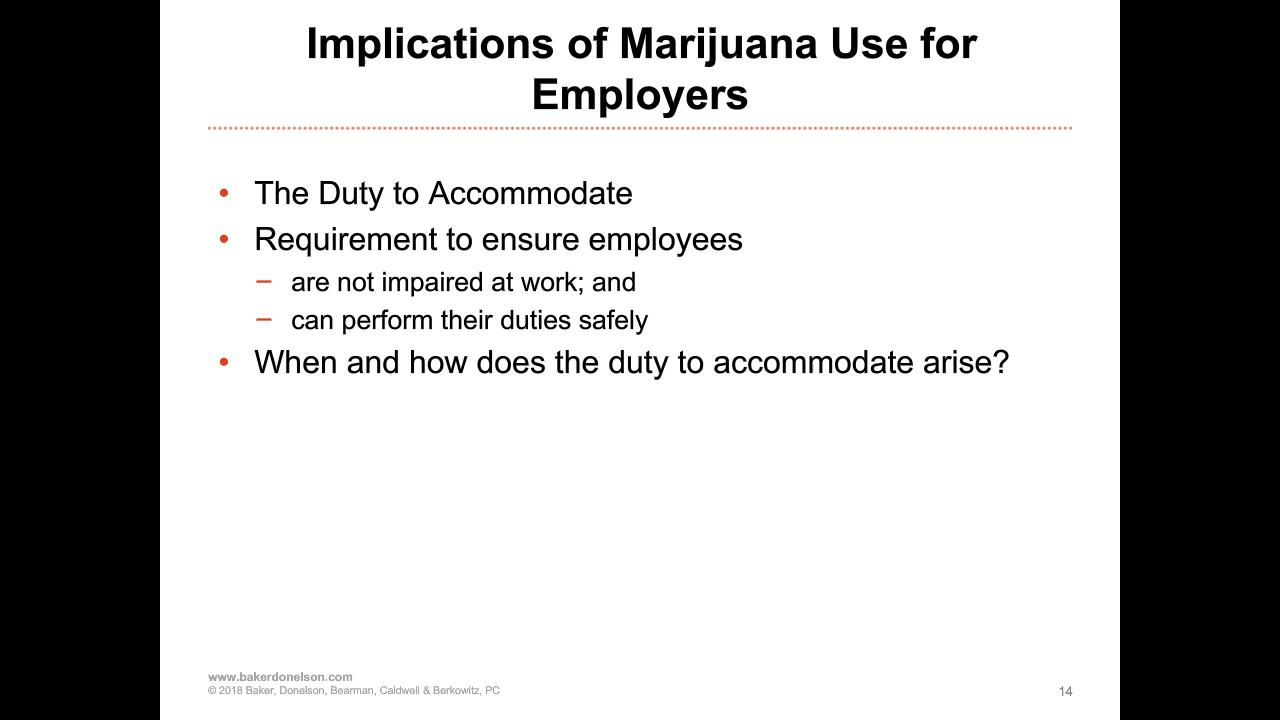 Implications of Marijuana Use for
Employers
• The Duty to Accommodate
• Requirement to ensure employees
– are not impaired at work; and
– can perform their duties safely
• When and how does the duty to accommodate arise?
www.bakerdonelson.com
© 2018 Baker, Donelson, Bearman, Caldwell & Berkowitz, PC
14